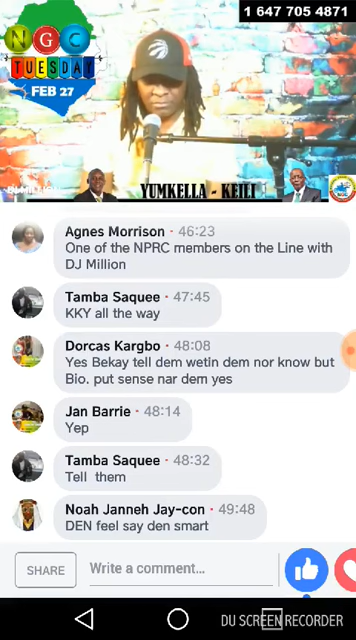 1 647 705 4871
NGC
TUESDAY
FEB 27
DJ MILLION
YUMKELLA - KEILI
Agnes Morrison · 46:23
One of the NPRC members on the Line with
DJ Million
Tamba Saquee · 47:45
KKY all the way
Dorcas Kargbo · 48:08
Yes Bekay tell dem wetin dem nor know but
Bio. put sense nar dem yes
Jan Barrie · 48:14
Yep
Tamba Saquee · 48:32
Tell them
Noah Janneh Jay-con · 49:48
DEN feel say den smart
SHARE
Write a comment...
DU SCREEN RECORDER